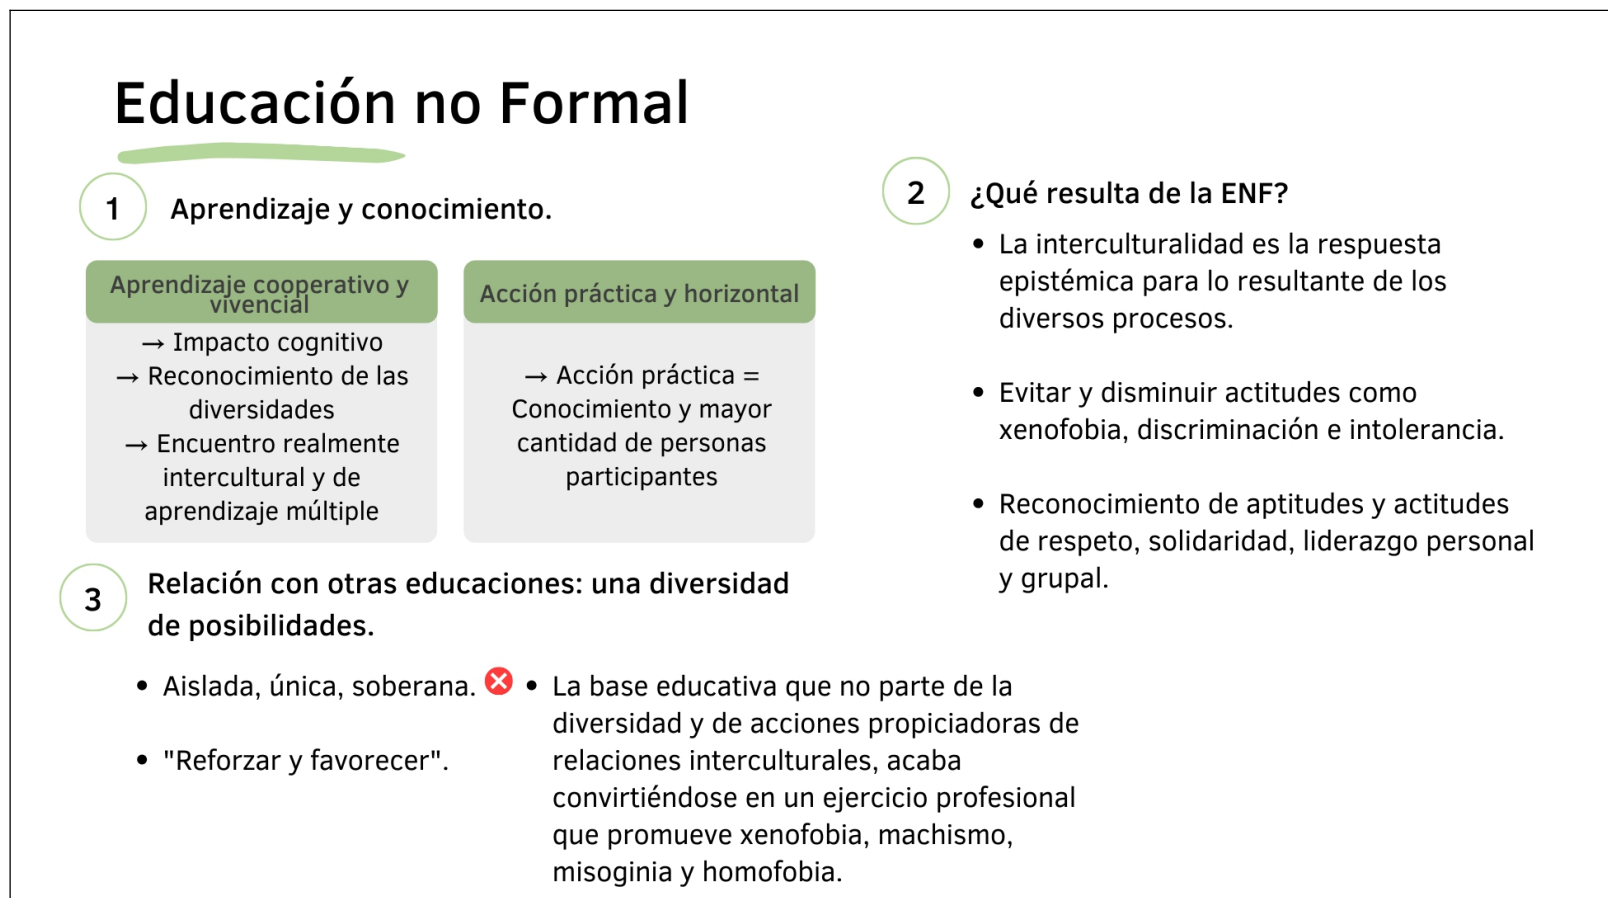 Educación no Formal
1
Aprendizaje y conocimiento.
Aprendizaje cooperativo y
vivencial
→ Impacto cognitivo
→ Reconocimiento de las
diversidades
→ Encuentro realmente
intercultural y de
aprendizaje múltiple
Acción práctica y horizontal
→ Acción práctica =
Conocimiento y mayor
cantidad de personas
participantes
2
¿Qué resulta de la ENF?
• La interculturalidad es la respuesta
epistémica para lo resultante de los
diversos procesos.
• Evitar y disminuir actitudes como
xenofobia, discriminación e intolerancia.
• Reconocimiento de aptitudes y actitudes
de respeto, solidaridad, liderazgo personal
y grupal.
3
Relación con otras educaciones: una diversidad
de posibilidades.
• Aislada, única, soberana.
• "Reforzar y favorecer".
• La base educativa que no parte de la
diversidad y de acciones propiciadoras de
relaciones interculturales, acaba
convirtiéndose en un ejercicio profesional
que promueve xenofobia, machismo,
misoginia y homofobia.